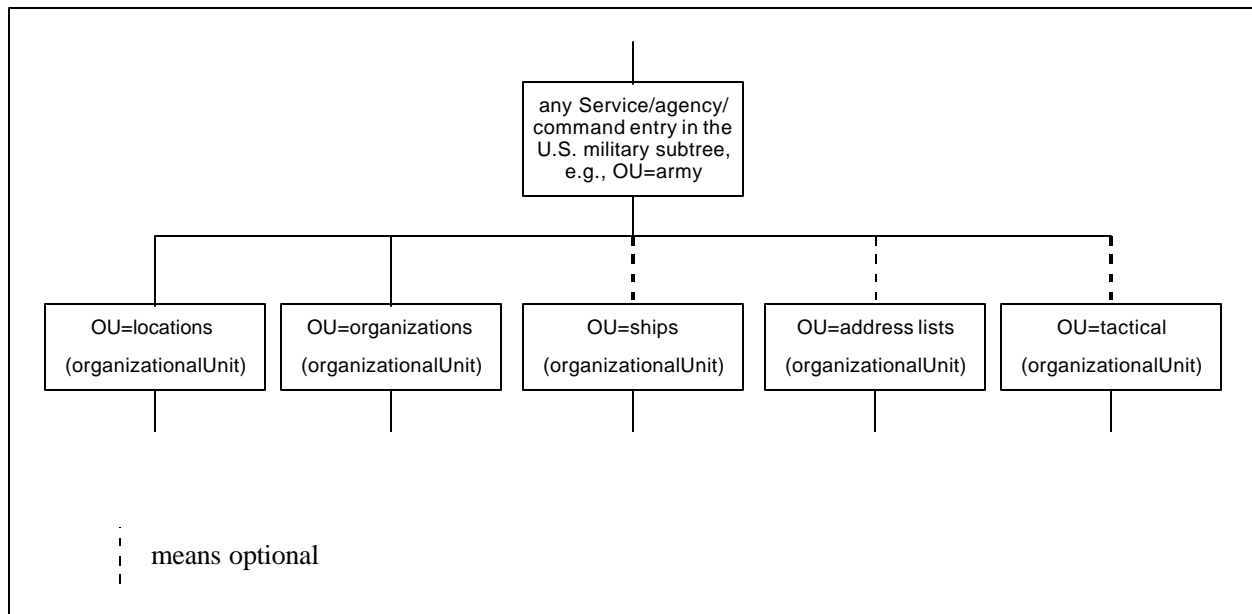 any Service/agency/
command entry in the
U.S. military subtree,
e.g., OU=army
OU=locations
(organizationalUnit)
OU=organizations
(organizationalUnit)
OU=ships
(organizationalUnit)
OU=address lists
(organizationalUnit)
OU=tactical
(organizationalUnit)
means optional